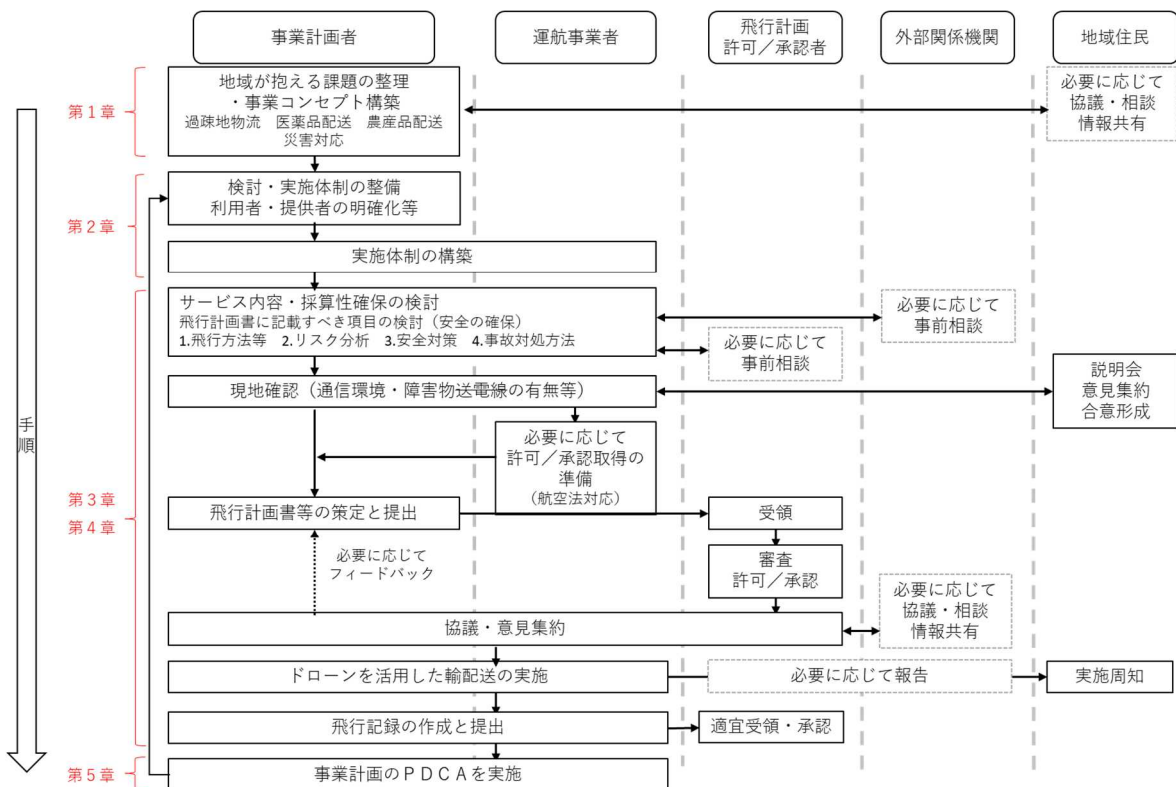 事業計画者
運航事業者
飛行計画
許可／承認者
外部関係機関
地域住民
手順
第１章
地域が抱える課題の整理
・事業コンセプト構築
過疎地物流　医薬品配送　農産品配送
災害対応
必要に応じて
協議・相談
情報共有
第２章
検討・実施体制の整備
利用者・提供者の明確化等
実施体制の構築
第３章
第４章
サービス内容・採算性確保の検討
飛行計画書に記載すべき項目の検討（安全の確保）
1.飛行方法等　2.リスク分析　3.安全対策　4.事故対処方法
必要に応じて
事前相談
必要に応じて
事前相談
現地確認（通信環境・障害物送電線の有無等）
説明会
意見集約
合意形成
必要に応じて
許可／承認取得の
準備
（航空法対応）
飛行計画書等の策定と提出
受領
審査
許可／承認
必要に応じて
フィードバック
協議・意見集約
必要に応じて
協議・相談
情報共有
ドローンを活用した輸配送の実施
必要に応じて報告
実施周知
飛行記録の作成と提出
適宜受領・承認
第５章
事業計画のＰＤＣＡを実施